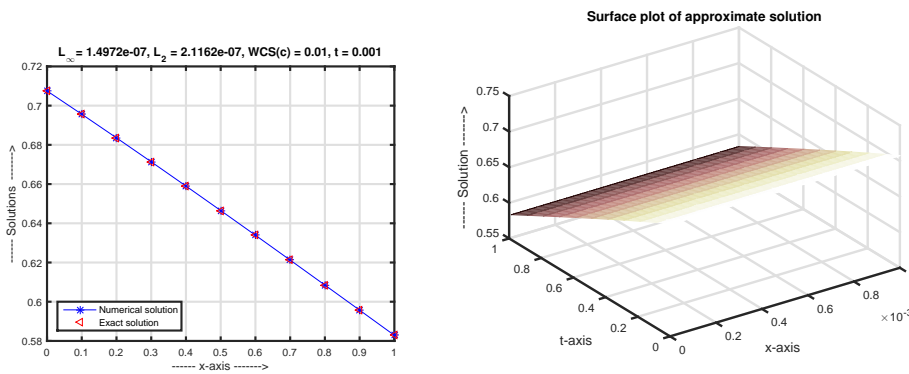 L∞ = 1.4972e-07, L2 = 2.1162e-07, WCS(c) = 0.01, t = 0.001
0.72
0.7
0.68
0.66
0.64
0.62
0.6
0.58
------ Solutions ------>
Numerical solution
Exact solution
0 0.1 0.2 0.3 0.4 0.5 0.6 0.7 0.8 0.9 1
------ x-axis ------->
Surface plot of approximate solution
0.75
0.7
0.65
0.6
0.55
------ Solution ------>
1
0.8
0.6
0.4
0.2
0
t-axis
0
0.2
0.4
0.6
0.8
x-axis